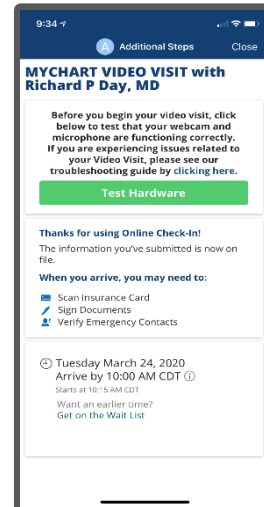 9:34
A Additional Steps Close
MYCHART VIDEO VISIT with
Richard P Day, MD
Before you begin your video visit, click
below to test that your webcam and
microphone are functioning correctly.
If you are experiencing issues related to
your Video Visit, please see our
troubleshooting guide by clicking here.
Test Hardware
Thanks for using Online Check-In!
The information you've submitted is now on
file.
When you arrive, you may need to:
Scan Insurance Card
Sign Documents
Verify Emergency Contacts
Tuesday March 24, 2020
Arrive by 10:00 AM CDT
Starts at 10:15 AM CDT
Want an earlier time?
Get on the Wait List